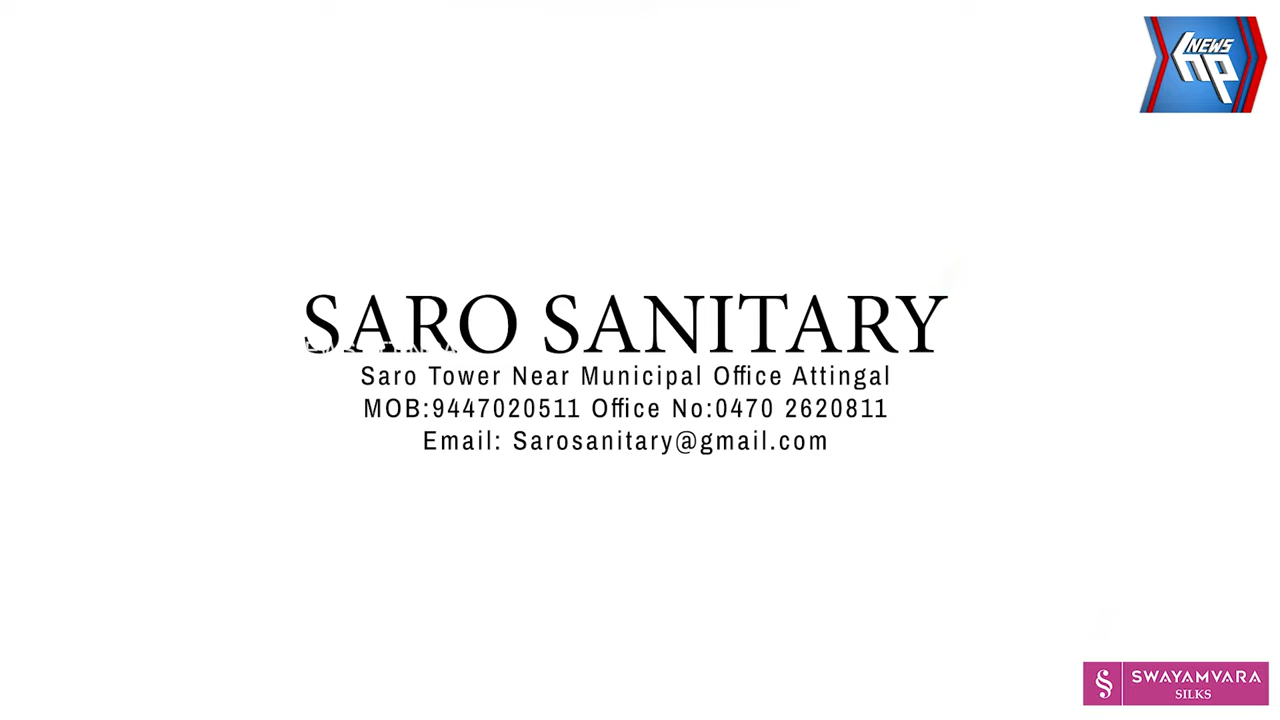 NEWS
hp
SARO SANITARY
Saro Tower Near Municipal Office Attingal
MOB:9447020511 Office No:0470 2620811
Email: Sarosanitary@gmail.com
SWAYAMVARA
SILKS